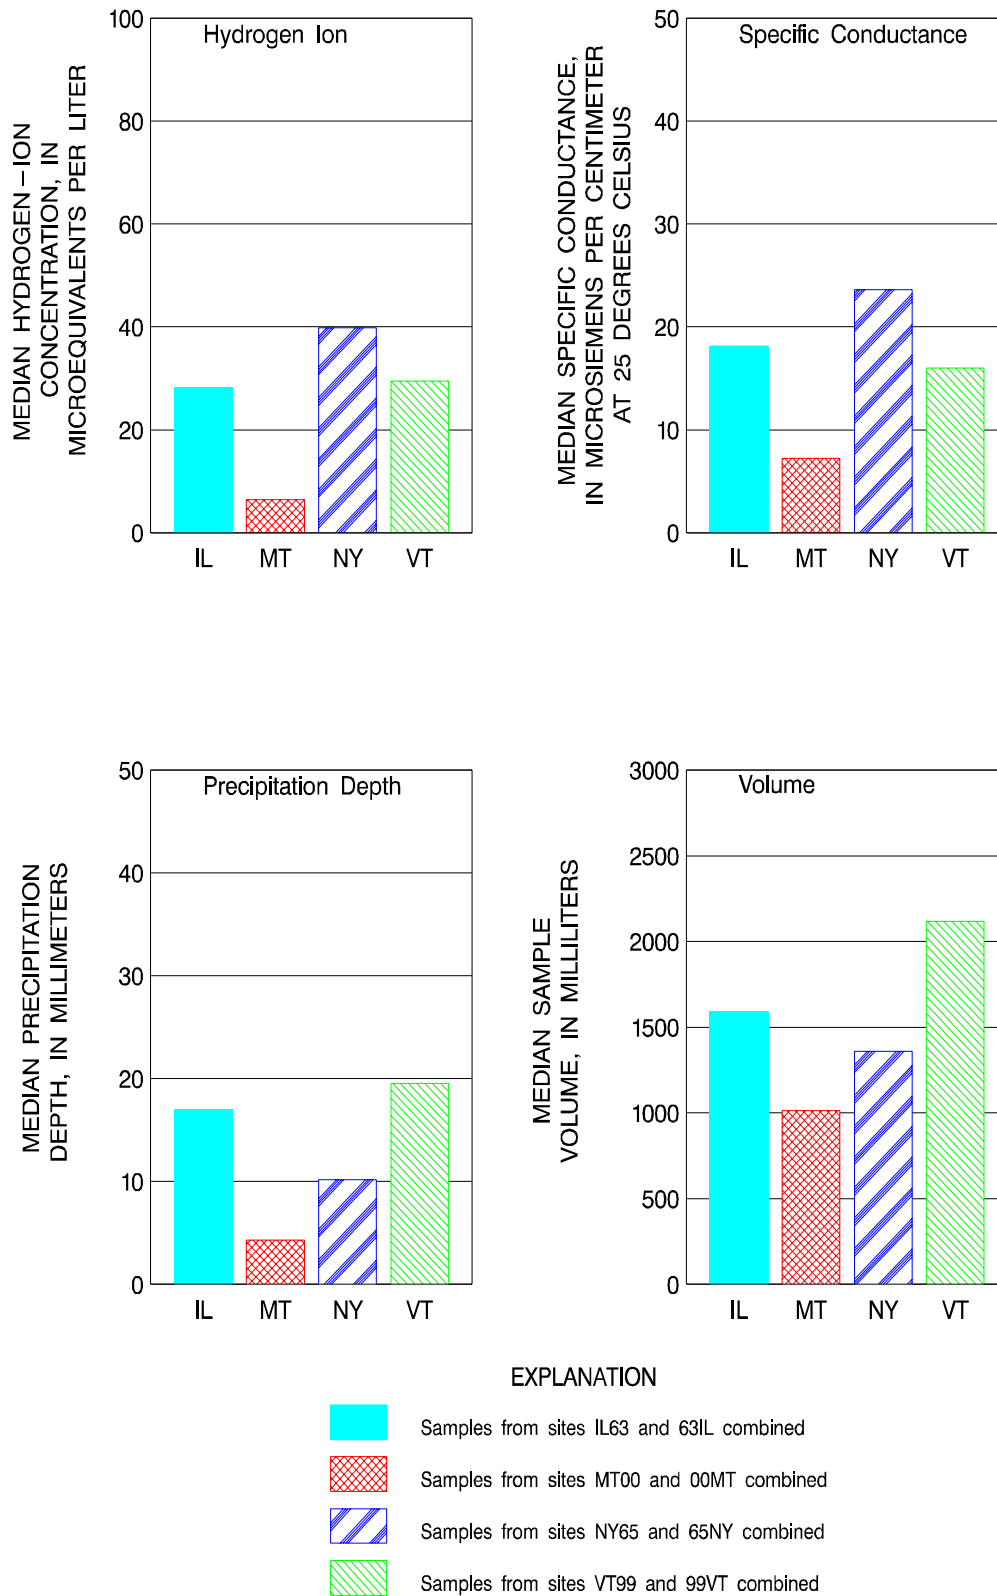 Hydrogen Ion
MEDIAN HYDROGEN-ION
CONCENTRATION, IN
MICROEQUIVALENTS PER LITER
100
80
60
40
20
0
IL MT NY VT
Specific Conductance
MEDIAN SPECIFIC CONDUCTANCE,
IN MICROSIEMENS PER CENTIMETER
AT 25 DEGREES CELSIUS
50
40
30
20
10
0
IL MT NY VT
Precipitation Depth
MEDIAN PRECIPITATION
DEPTH, IN MILLIMETERS
50
40
30
20
10
0
IL MT NY VT
Volume
MEDIAN SAMPLE
VOLUME, IN MILLILITERS
3000
2500
2000
1500
1000
500
0
IL MT NY VT
EXPLANATION
Samples from sites IL63 and 63IL combined
Samples from sites MT00 and 00MT combined
Samples from sites NY65 and 65NY combined
Samples from sites VT99 and 99VT combined